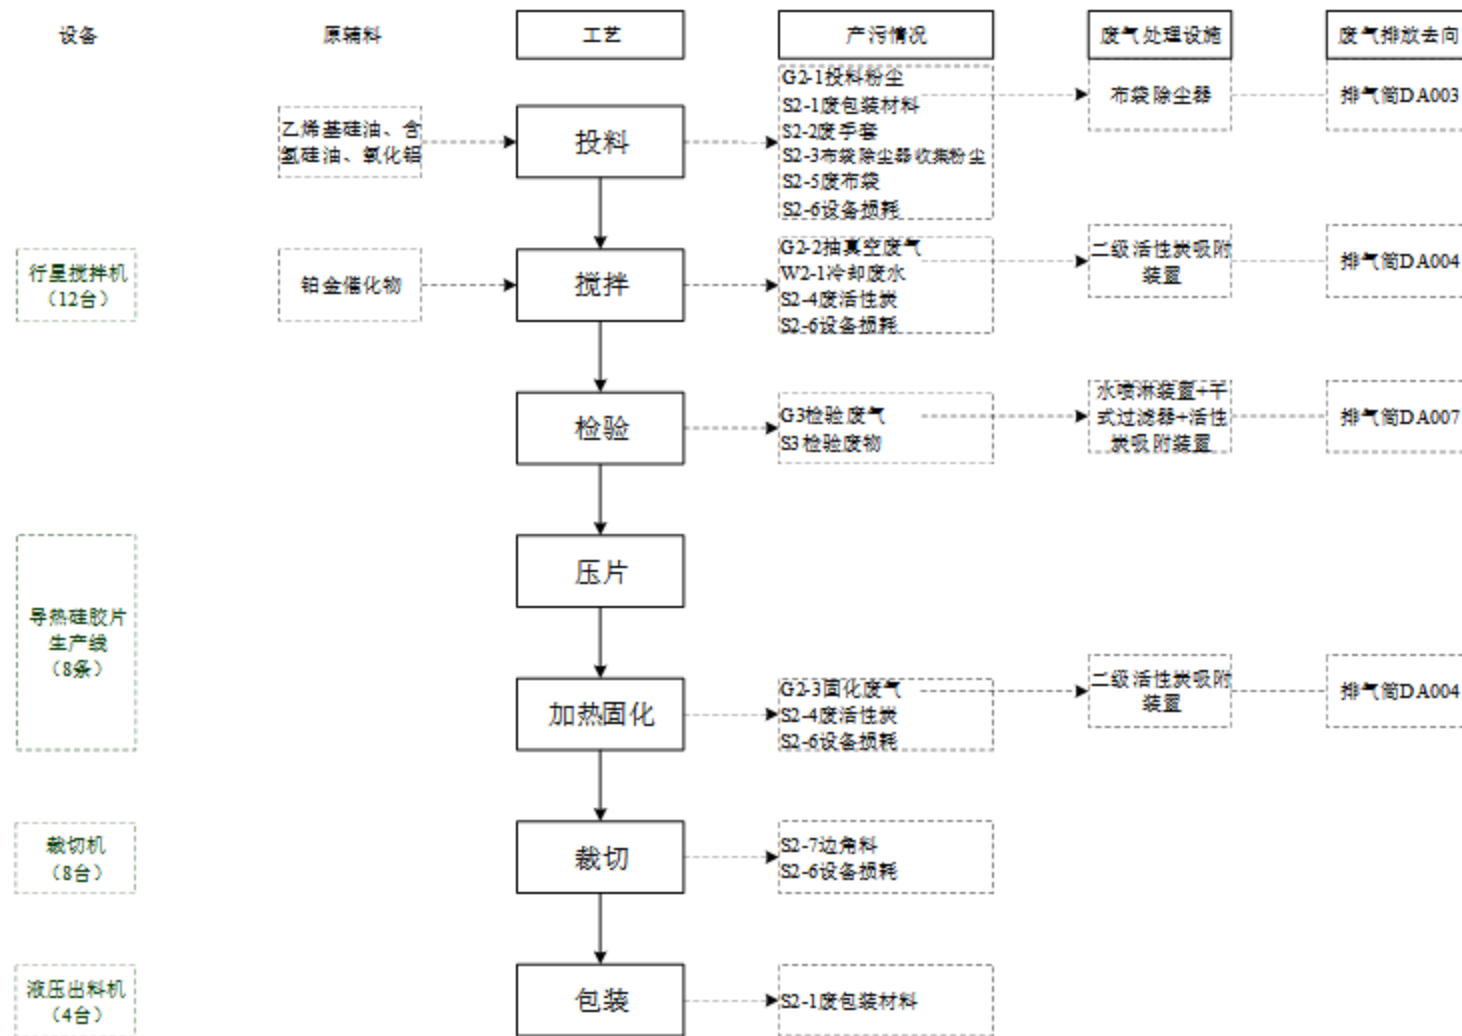 设备
原辅料
工艺
产污情况
废气处理设施
废气排放去向
乙烯基硅油、含
氢硅油、氧化铝
投料
G2-1投料粉尘
S2-1废包装材料
S2-2废手套
S2-3布袋除尘器收集粉尘
S2-5废布袋
S2-6设备损耗
布袋除尘器
排气筒DA003
行星搅拌机
（12台）
铂金催化物
搅拌
G2-2抽真空废气
W2-1冷却废水
S2-4废活性炭
S2-6设备损耗
二级活性炭吸附
装置
排气筒DA004
检验
G3检验废气
S3检验废物
水喷淋装置+干
式过滤器+活性
炭吸附装置
排气筒DA007
导热硅胶片
生产线
（8条）
压片
加热固化
G2-3固化废气
S2-4废活性炭
S2-6设备损耗
二级活性炭吸附
装置
排气筒DA004
裁切机
（8台）
裁切
S2-7边角料
S2-6设备损耗
液压出料机
（4台）
包装
S2-1废包装材料